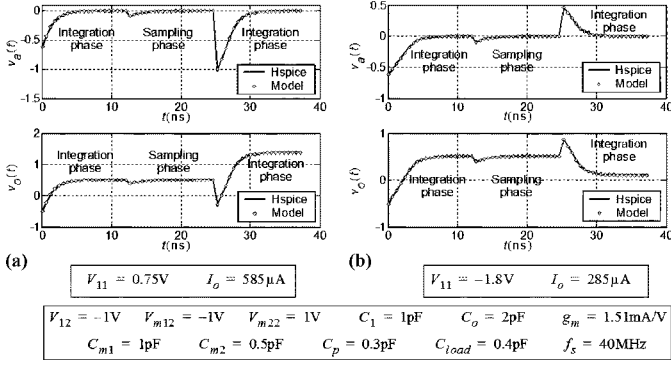 0
-0.5
-1
-1.5
v_a(t)
Integration phase
Sampling phase
Integration phase
Hspice
Model
0 10 20 30 40
t(ns)
2
1
0
-1
v_o(t)
Integration phase
Sampling phase
Integration phase
Hspice
Model
0 10 20 30 40
t(ns)
0.5
0
-0.5
-1
v_a(t)
Integration phase
Sampling phase
Integration phase
Hspice
Model
0 10 20 30 40
t(ns)
1
0
-1
v_o(t)
Integration phase
Sampling phase
Integration phase
Hspice
Model
0 10 20 30 40
t(ns)
(a) V_11 = 0.75V I_o = 585μA
(b) V_11 = −1.8V I_o = 285μA
V_12 = −1V V_m12 = −1V V_m22 = 1V C_1 = 1pF C_o = 2pF g_m = 1.51mA/V
C_m1 = 1pF C_m2 = 0.5pF C_p = 0.3pF C_load = 0.4pF f_s = 40MHz